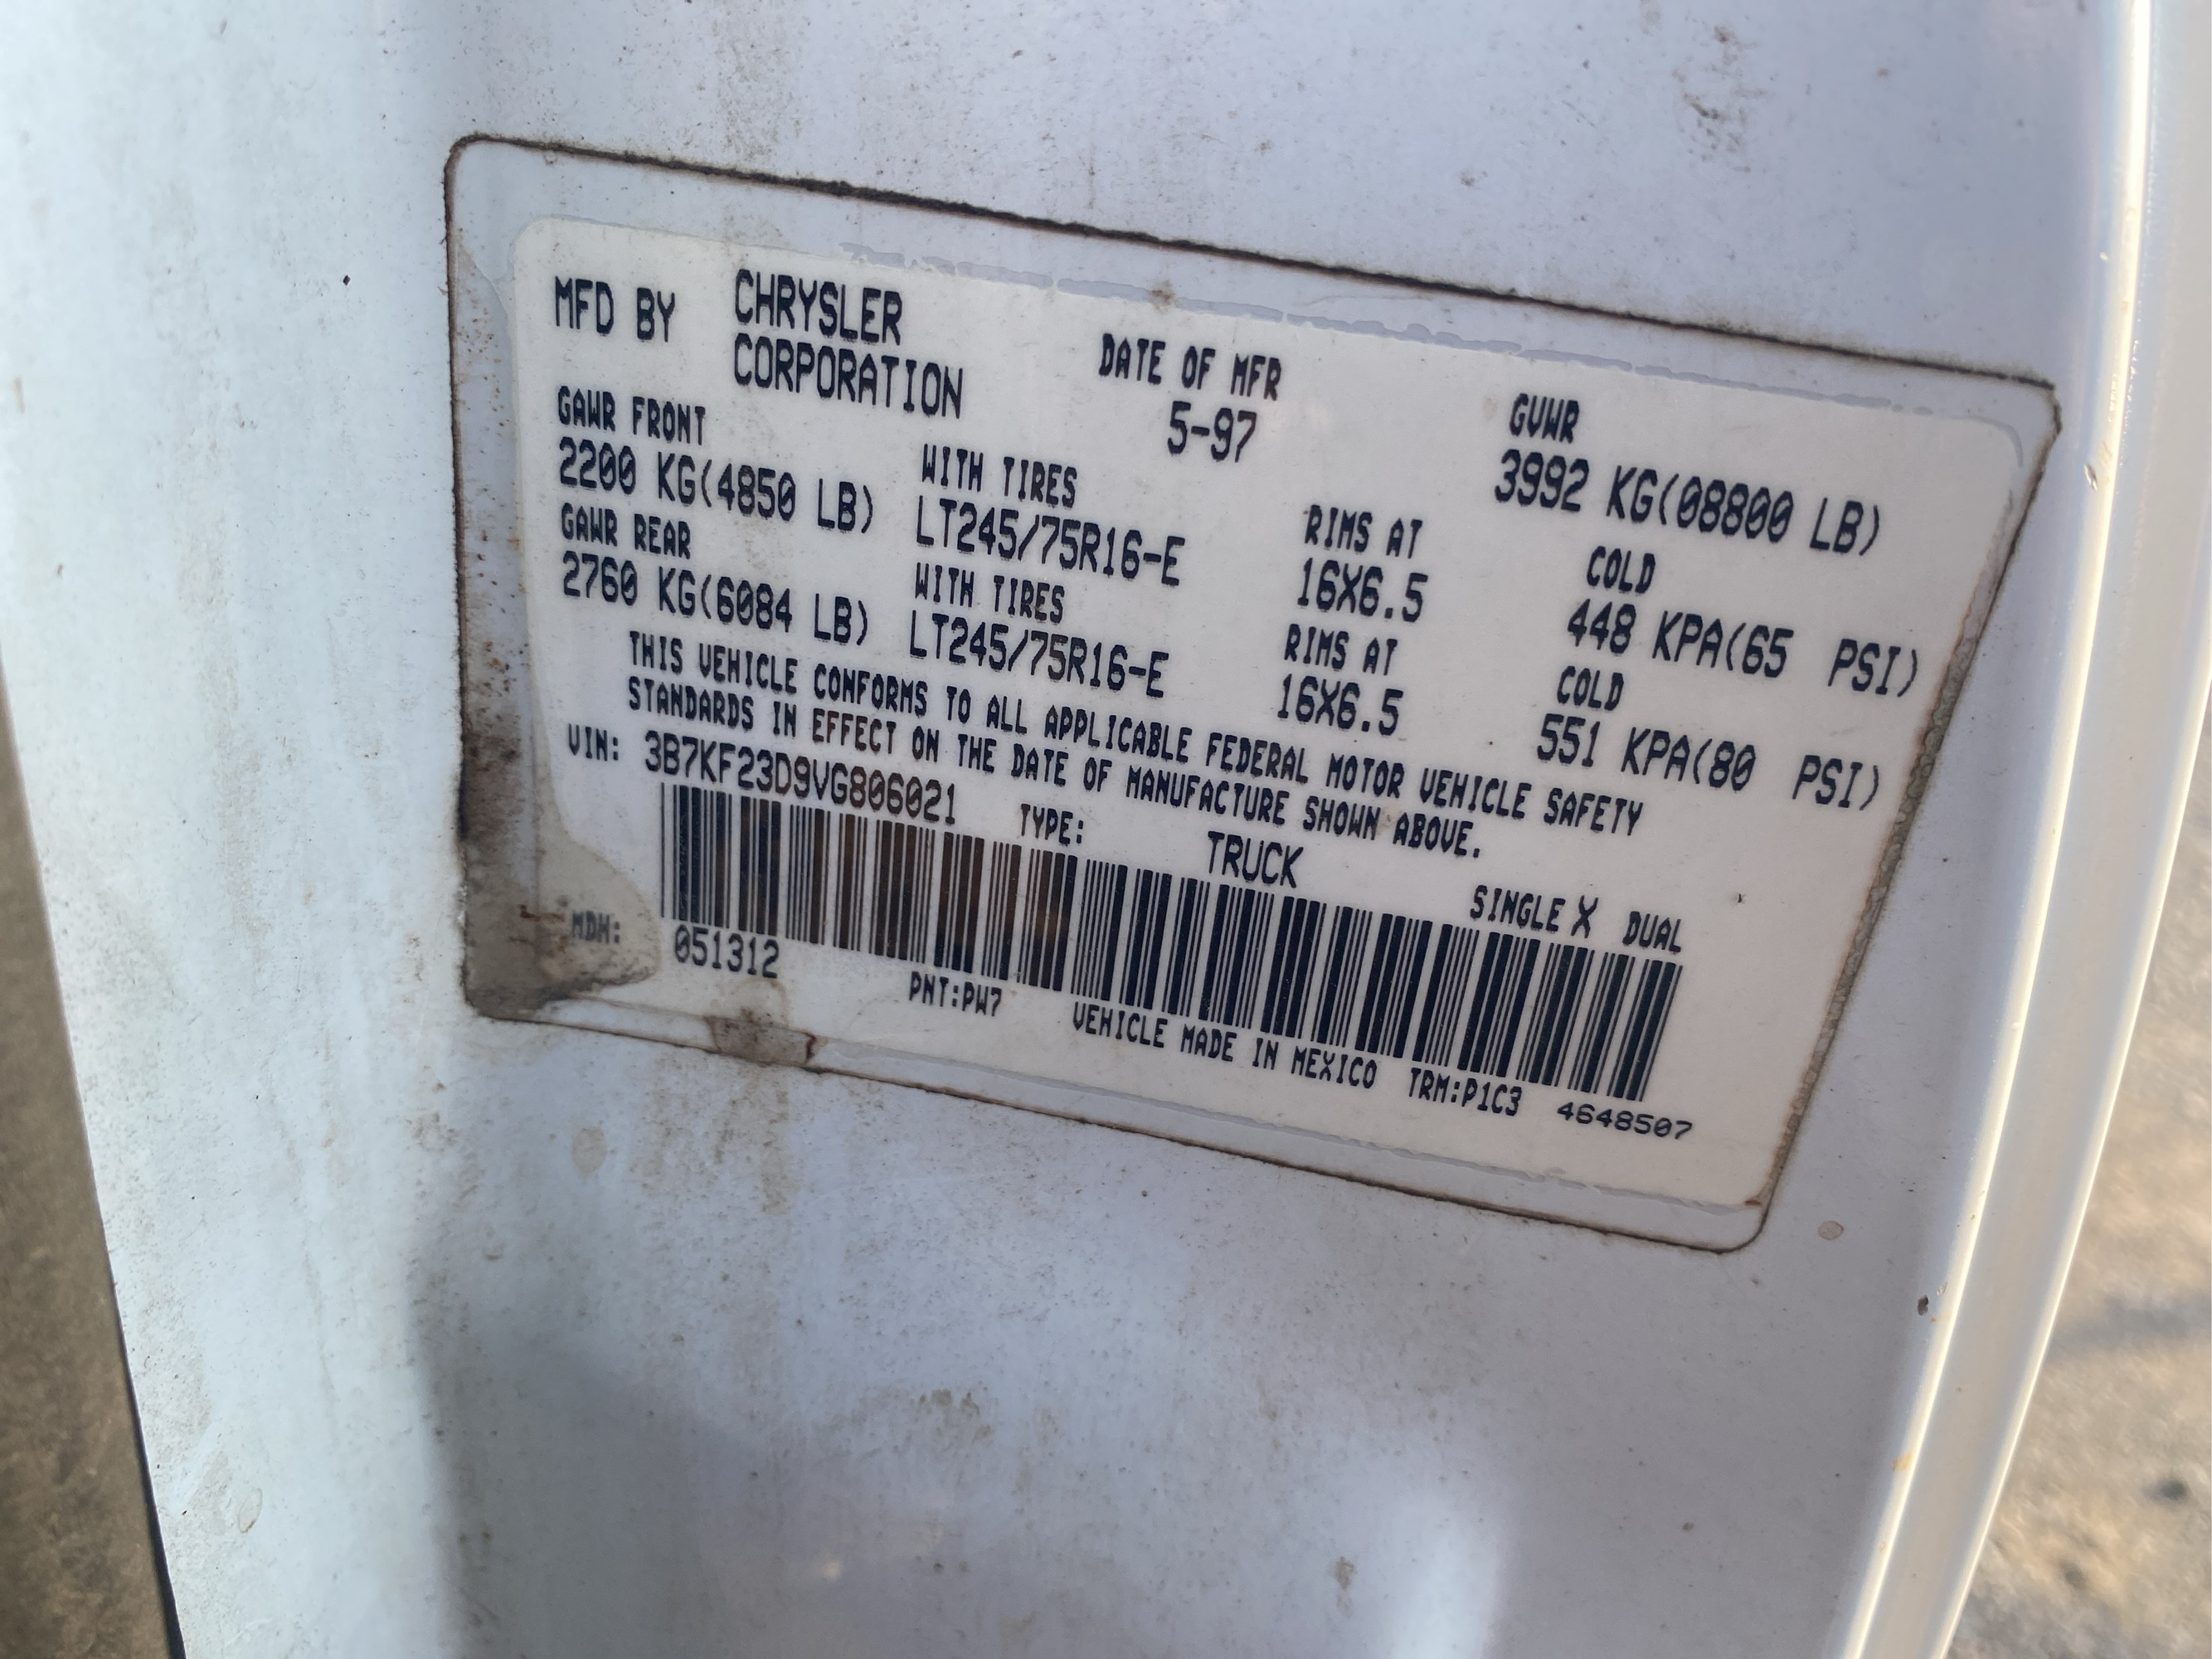 MFD BY CHRYSLER CORPORATION
DATE OF MFR 5-97
GVWR 3992 KG(08800 LB)
GAWR FRONT WITH TIRES RIMS AT COLD
2200 KG(4850 LB) LT245/75R16-E 16X6.5 448 KPA(65 PSI)
GAWR REAR WITH TIRES RIMS AT COLD
2760 KG(6084 LB) LT245/75R16-E 16X6.5 551 KPA(80 PSI)
THIS VEHICLE CONFORMS TO ALL APPLICABLE FEDERAL MOTOR VEHICLE SAFETY
STANDARDS IN EFFECT ON THE DATE OF MANUFACTURE SHOWN ABOVE.
VIN: 3B7KF23D9VG806021 TYPE: TRUCK SINGLE X DUAL
MDH: 051312 PNT:PW7 VEHICLE MADE IN MEXICO TRM:P1C3 4648507